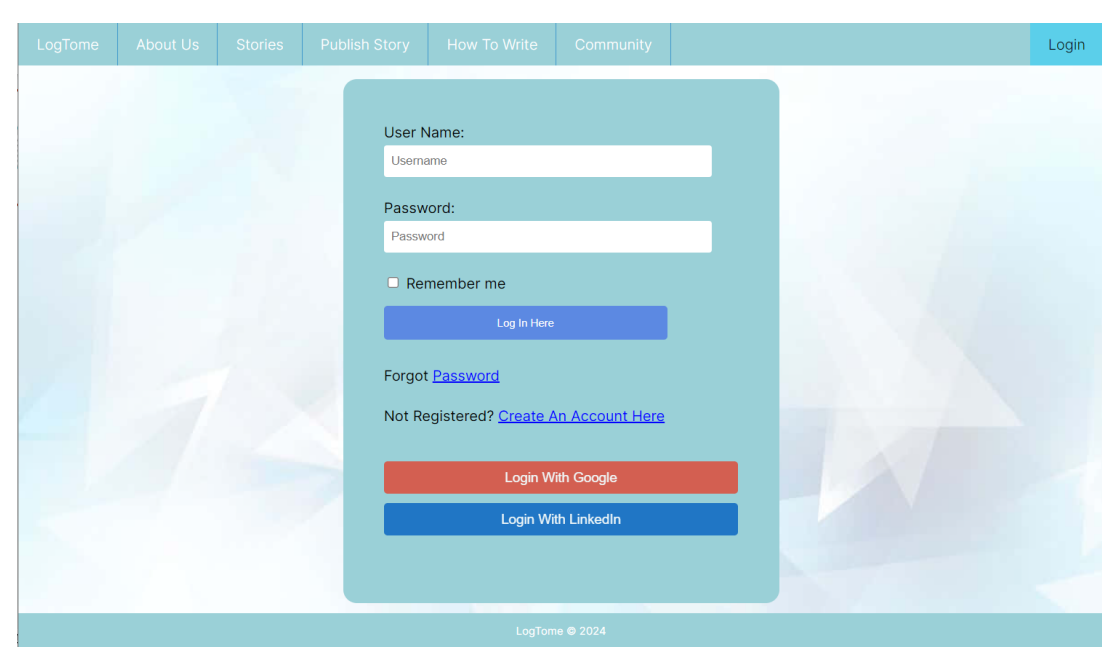 LogTome About Us Stories Publish Story How To Write Community Login
User Name:
Username
Password:
Password
Remember me
Log In Here
Forgot Password
Not Registered? Create An Account Here
Login With Google
Login With LinkedIn
LogTome © 2024